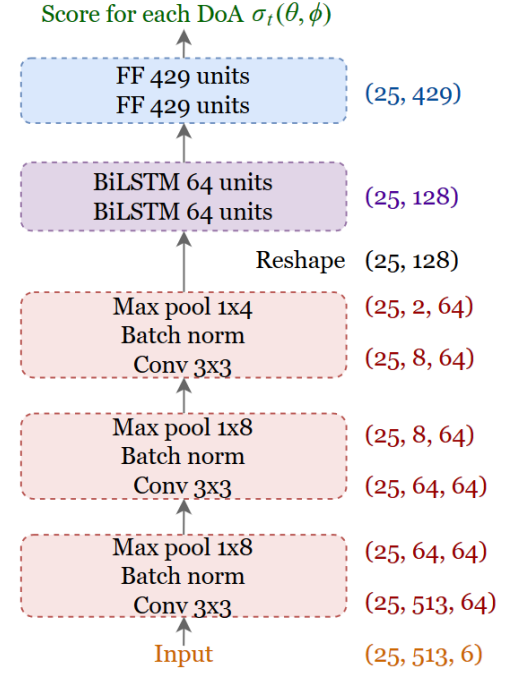 Score for each DoA σₜ(θ, ϕ)
FF 429 units
FF 429 units
(25, 429)
BiLSTM 64 units
BiLSTM 64 units
(25, 128)
Reshape (25, 128)
Max pool 1x4
(25, 2, 64)
Batch norm
Conv 3x3
(25, 8, 64)
Max pool 1x8
(25, 8, 64)
Batch norm
Conv 3x3
(25, 64, 64)
Max pool 1x8
(25, 64, 64)
Batch norm
Conv 3x3
(25, 513, 64)
Input
(25, 513, 6)